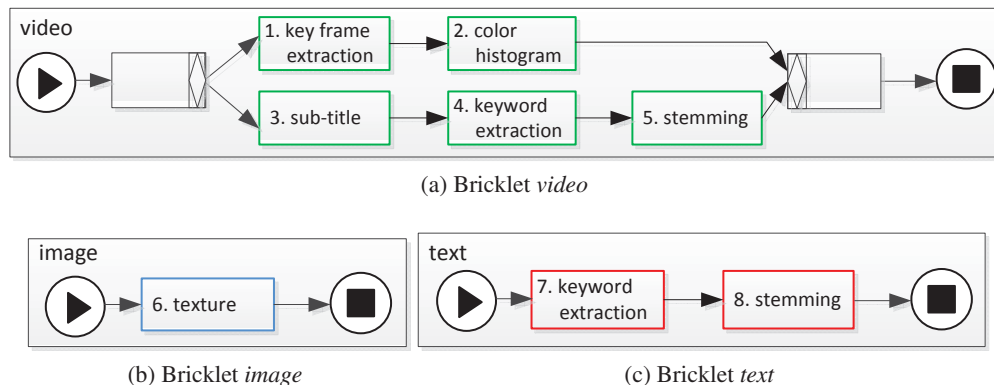 video
1. key frame
extraction
2. color
histogram
3. sub-title
4. keyword
extraction
5. stemming
(a) Bricklet video
image
6. texture
(b) Bricklet image
text
7. keyword
extraction
8. stemming
(c) Bricklet text